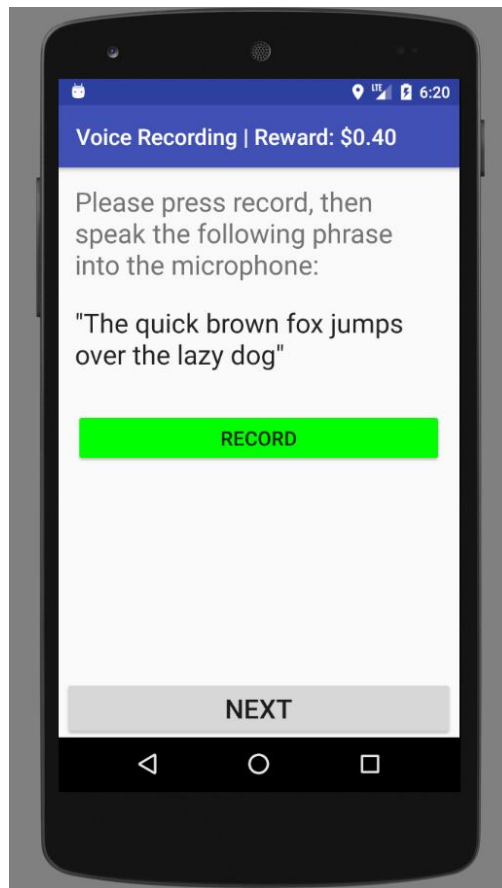 LTE 6:20
Voice Recording | Reward: $0.40
Please press record, then
speak the following phrase
into the microphone:
"The quick brown fox jumps
over the lazy dog"
RECORD
NEXT